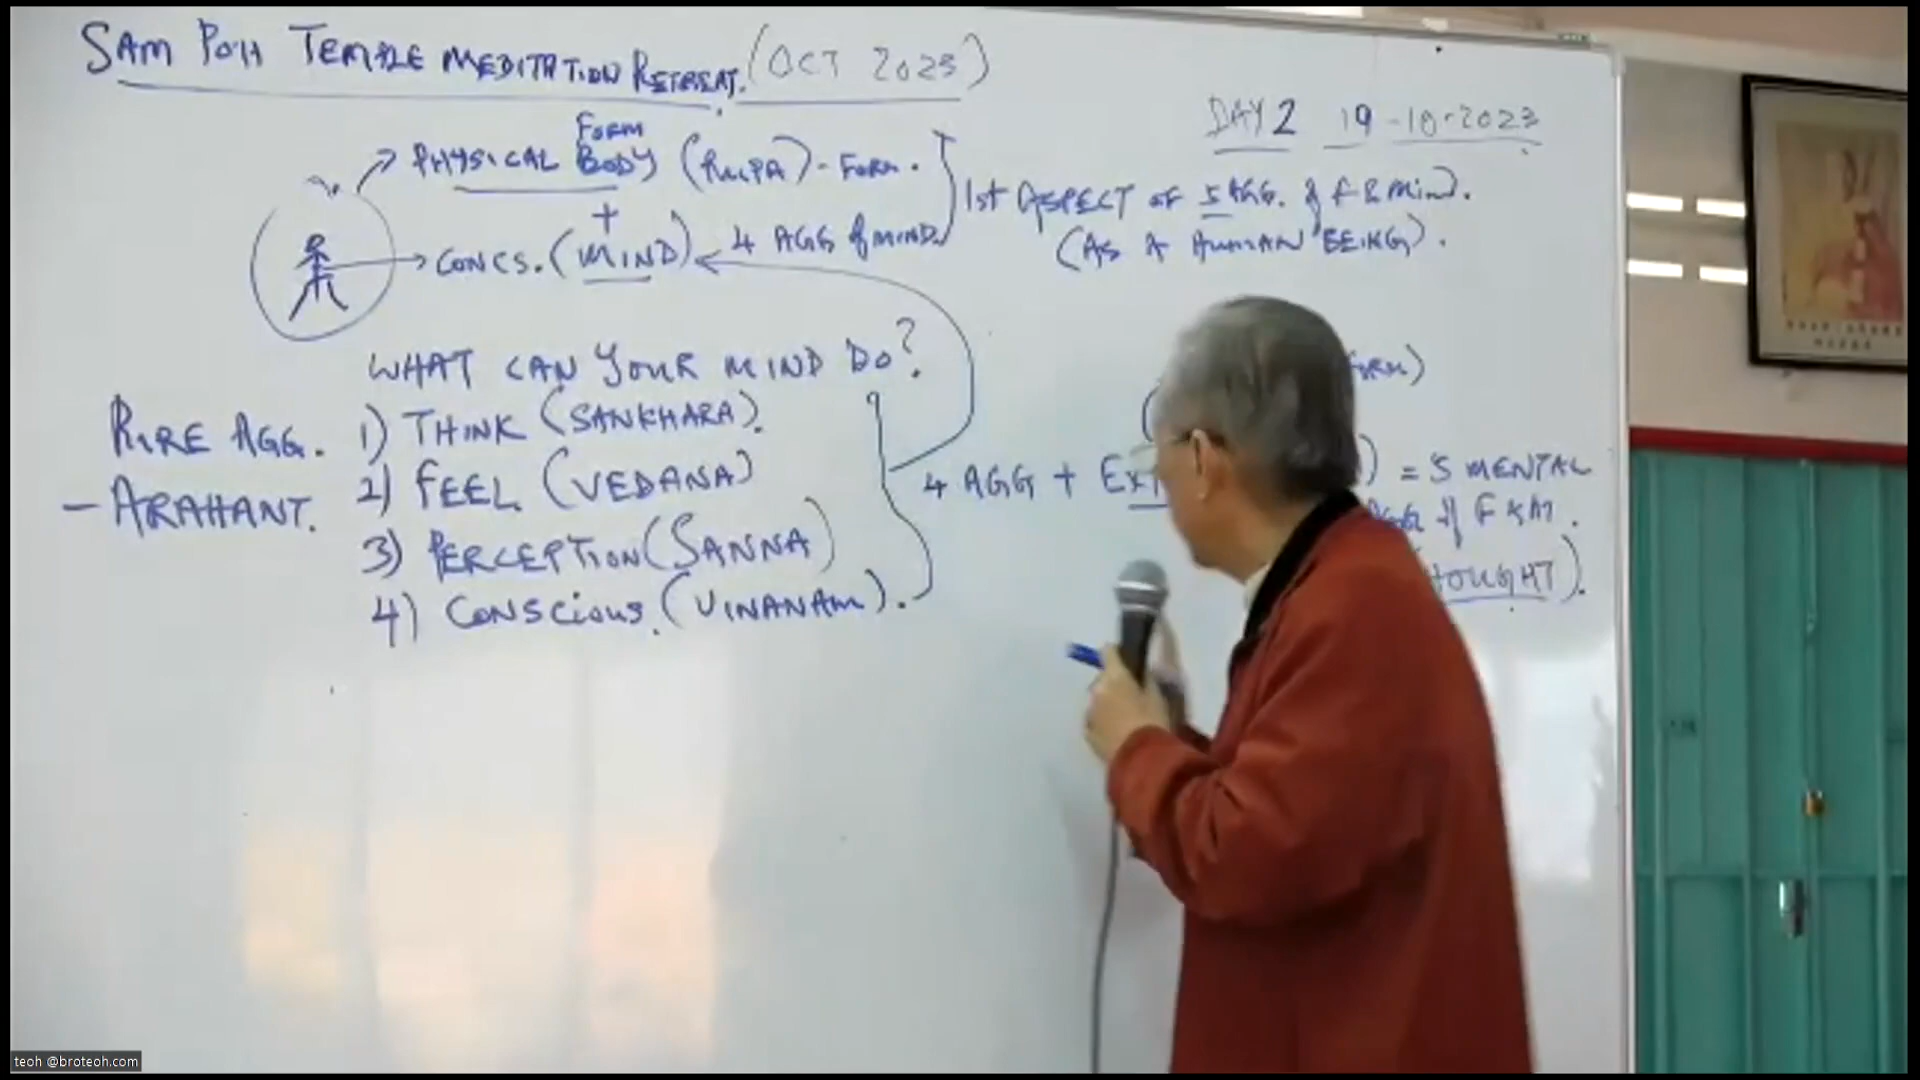 SAM POH TEMPLE MEDITATION RETREAT. (OCT 2023)
DAY 2 19-10-2023
FORM
PHYSICAL BODY (RUPA) - FORM.
+
CONCS. (MIND) 4 AGG of MIND.
1st ASPECT OF 5 AGG. of F & MIND.
(AS A HUMAN BEING).
WHAT CAN YOUR MIND DO?
PURE AGG.
- ARAHANT.
1) THINK (SANKHARA).
2) FEEL (VEDANA)
3) PERCEPTION (SANNA)
4) CONSCIOUS. (VINANAM).
4 AGG +
= 5 MENTAL
of F & M.
teoh @broteoh.com